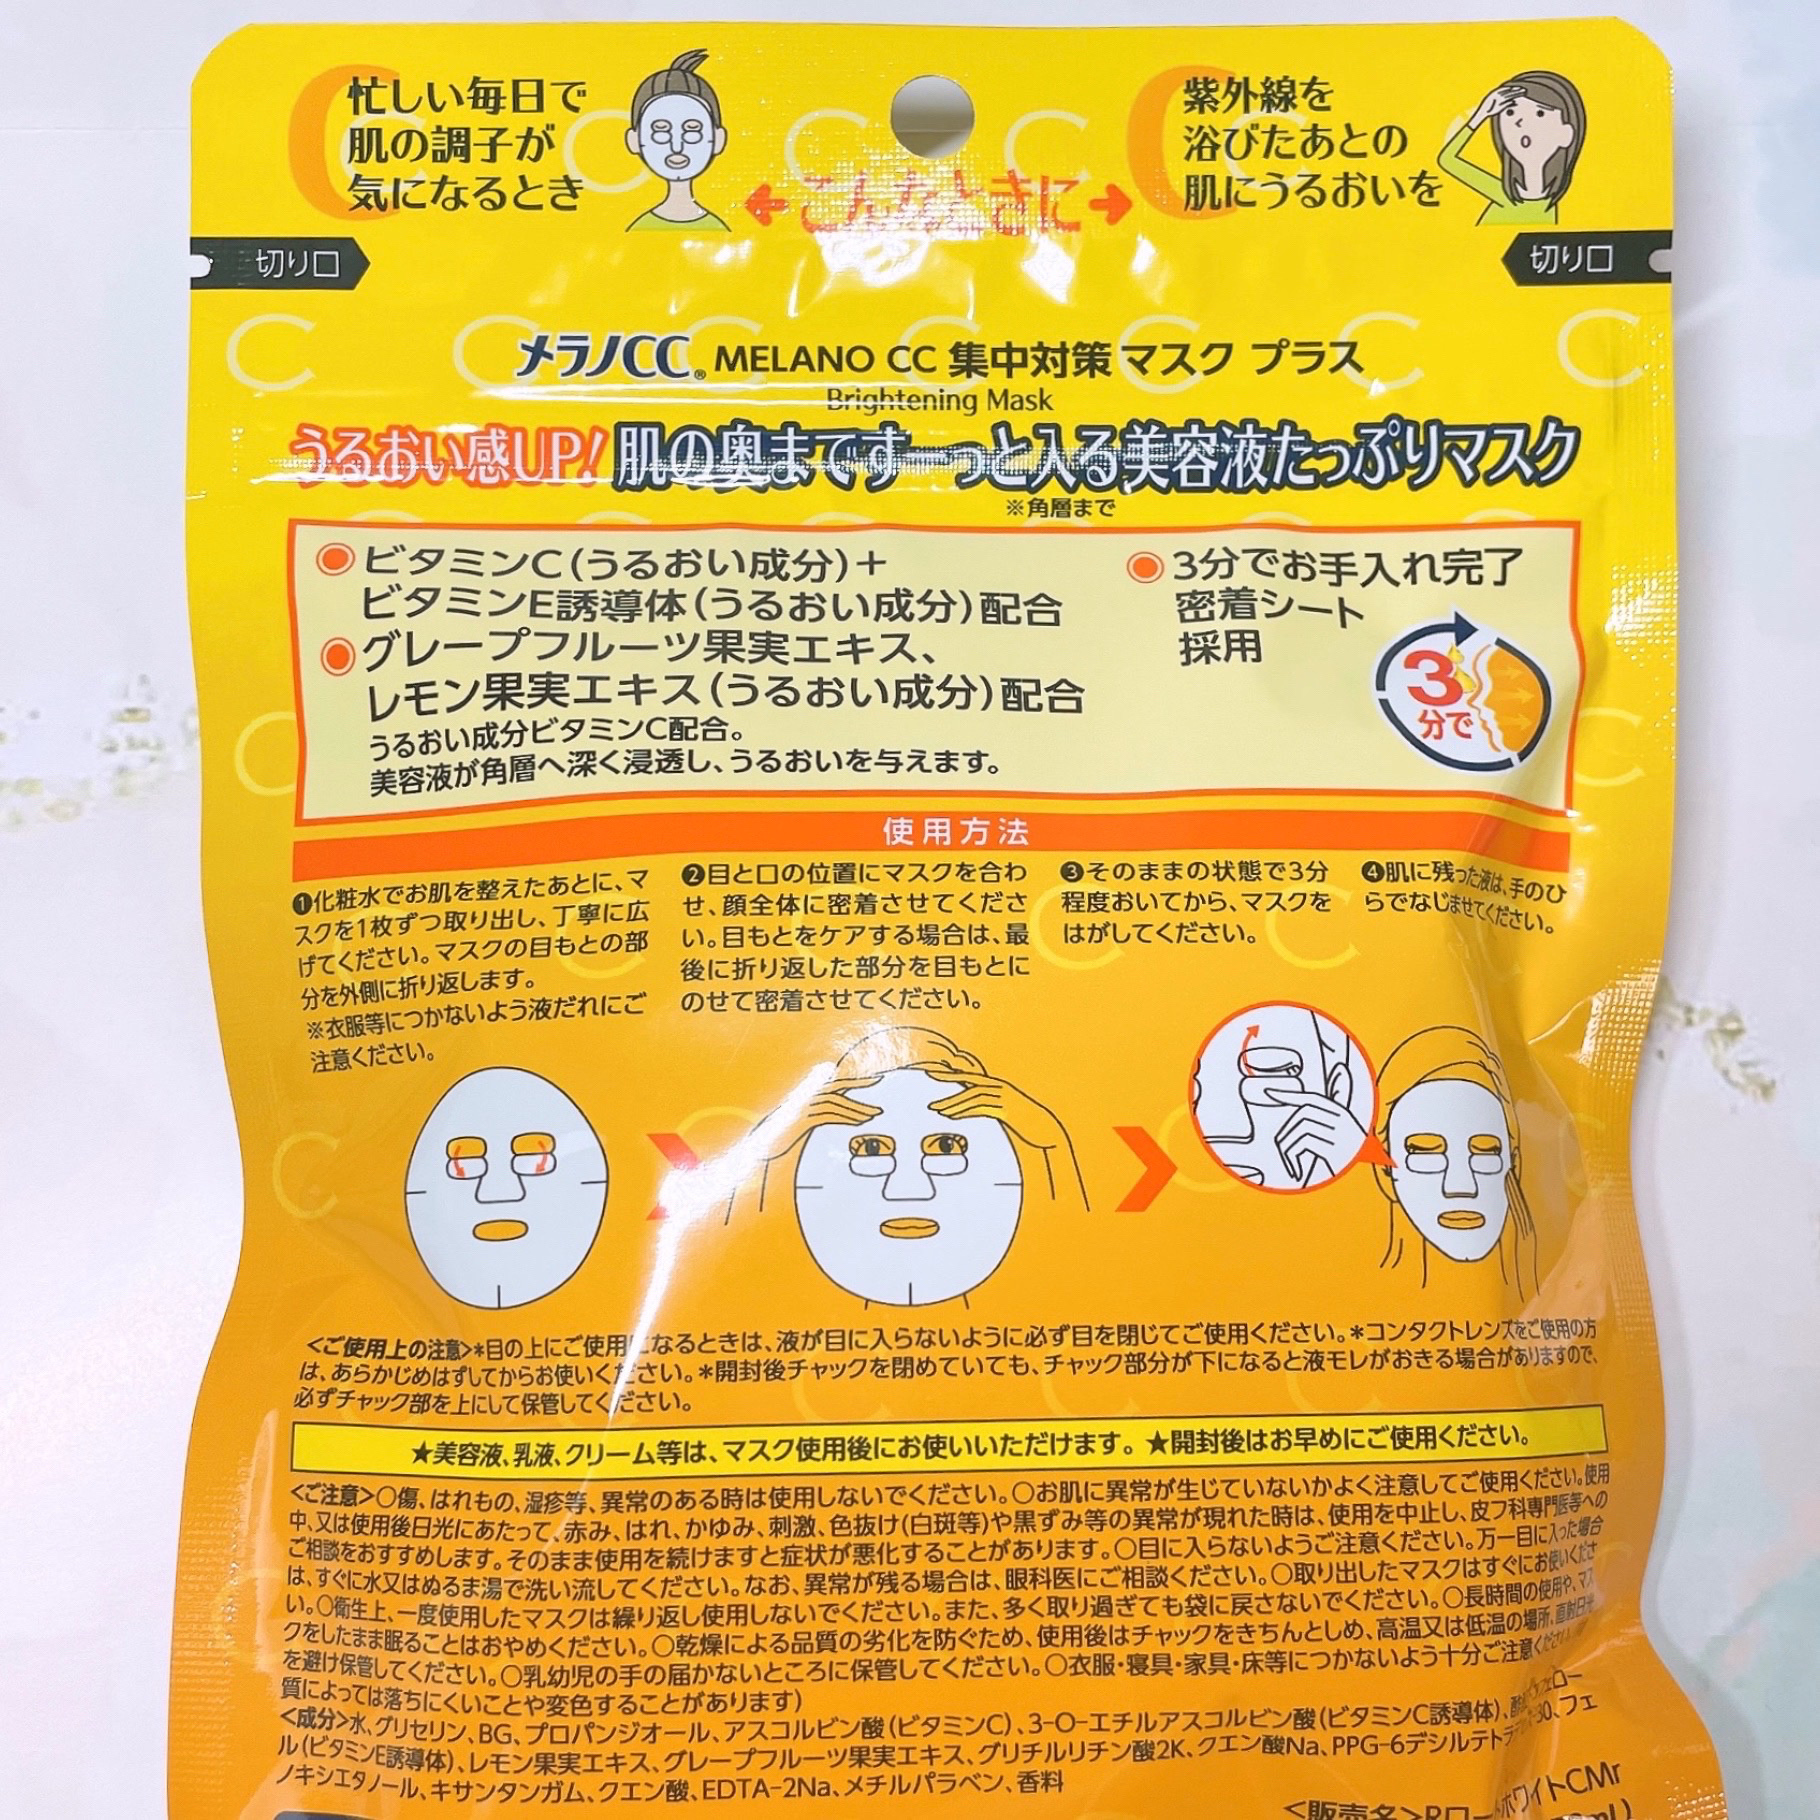 忙しい毎日で
肌の調子が
気になるとき
こんなときに
紫外線を
浴びたあとの
肌にうるおいを
切り口
切り口
メラノCC® MELANO CC 集中対策 マスク プラス
Brightening Mask
うるおい感UP!肌の奥まですーっと入る美容液たっぷりマスク
※角層まで
ビタミンC(うるおい成分)+
ビタミンE誘導体(うるおい成分)配合
グレープフルーツ果実エキス、
レモン果実エキス(うるおい成分)配合
うるおい成分ビタミンC配合。
美容液が角層へ深く浸透し、うるおいを与えます。
3分でお手入れ完了
密着シート
採用
3
分で
使用方法
❶化粧水でお肌を整えたあとに、マ
スクを1枚ずつ取り出し、丁寧に広
げてください。マスクの目もとの部
分を外側に折り返します。
※衣服等につかないよう液だれにご
注意ください。
❷目と口の位置にマスクを合わ
せ、顔全体に密着させてくださ
い。目もとをケアする場合は、最
後に折り返した部分を目もとに
のせて密着させてください。
❸そのままの状態で3分
程度おいてから、マスクを
はがしてください。
❹肌に残った液は、手のひ
らでなじませてください。
<ご使用上の注意>*目の上にご使用になるときは、液が目に入らないように必ず目を閉じてご使用ください。*コンタクトレンズをご使用の方
は、あらかじめはずしてからお使いください。*開封後チャックを閉めていても、チャック部分が下になると液モレがおきる場合がありますので、
必ずチャック部を上にして保管してください。
★美容液、乳液、クリーム等は、マスク使用後にお使いいただけます。★開封後はお早めにご使用ください。
<ご注意>○傷、はれもの、湿疹等、異常のある時は使用しないでください。○お肌に異常が生じていないかよく注意してご使用ください。使用
中、又は使用後日光にあたって、赤み、はれ、かゆみ、刺激、色抜け(白斑等)や黒ずみ等の異常が現れた時は、使用を中止し、皮フ科専門医等への
ご相談をおすすめします。そのまま使用を続けますと症状が悪化することがあります。○目に入らないようご注意ください。万一目に入った場合
は、すぐに水又はぬるま湯で洗い流してください。なお、異常が残る場合は、眼科医にご相談ください。○取り出したマスクはすぐにお使いくださ
い。○衛生上、一度使用したマスクは繰り返し使用しないでください。また、多く取り過ぎても袋に戻さないでください。○長時間の使用や、マス
クをしたまま眠ることはおやめください。○乾燥による品質の劣化を防ぐため、使用後はチャックをきちんとしめ、高温又は低温の場所、直射日光
を避け保管してください。○乳幼児の手の届かないところに保管してください。○衣服・寝具・家具・床等につかないよう十分ご注意ください
質によっては落ちにくいことや変色することがあります)
<成分>水、グリセリン、BG、プロパンジオール、アスコルビン酸(ビタミンC)、3-O-エチルアスコルビン酸(ビタミンC誘導体)、
ル(ビタミンE誘導体)、レモン果実エキス、グレープフルーツ果実エキス、グリチルリチン酸2K、クエン酸Na、PPG-6デシルテトラデセス-30、フェ
ノキシエタノール、キサンタンガム、クエン酸、EDTA-2Na、メチルパラベン、香料
<販売名>Rロートホワイト CMr